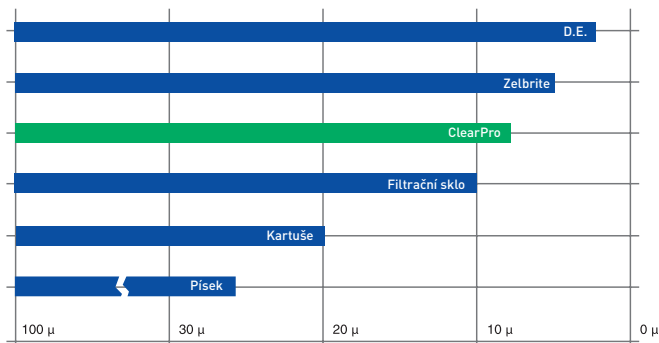 D.E.
Zelbrite
ClearPro
Filtrační sklo
Kartuše
Písek
100 µ 30 µ 20 µ 10 µ 0 µ